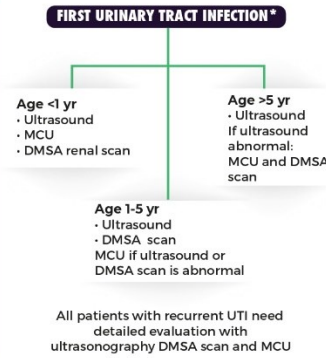 FIRST URINARY TRACT INFECTION*
Age <1 yr
• Ultrasound
• MCU
• DMSA renal scan
Age >5 yr
• Ultrasound
If ultrasound
abnormal:
MCU and DMSA
scan
Age 1-5 yr
• Ultrasound
• DMSA scan
MCU if ultrasound or
DMSA scan is abnormal
All patients with recurrent UTI need
detailed evaluation with
ultrasonography DMSA scan and MCU